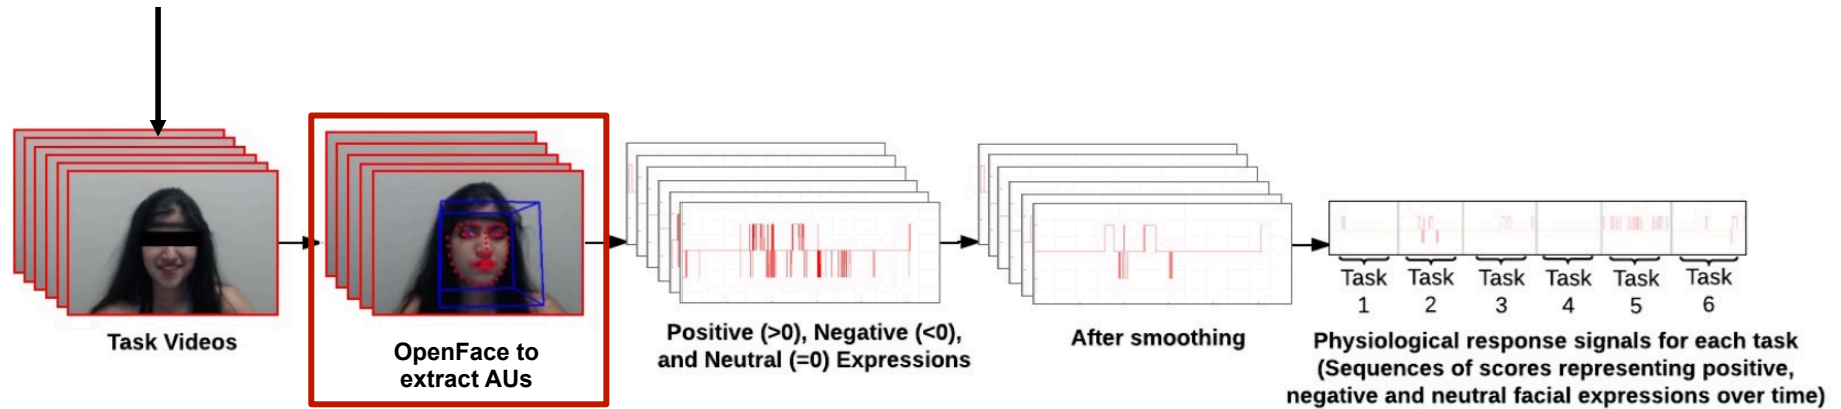 Task Videos
OpenFace to
extract AUs
Positive (>0), Negative (<0),
and Neutral (=0) Expressions
After smoothing
Task Task Task Task Task Task
1 2 3 4 5 6
Physiological response signals for each task
(Sequences of scores representing positive,
negative and neutral facial expressions over time)